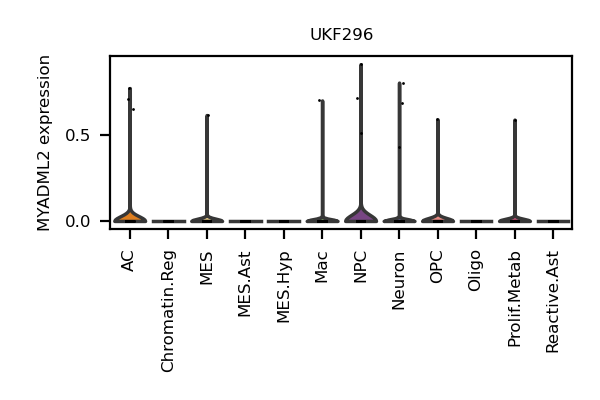 UKF296
MYADML2 expression
0.5
0.0
AC
Chromatin.Reg
MES
MES.Ast
MES.Hyp
Mac
NPC
Neuron
OPC
Oligo
Prolif.Metab
Reactive.Ast